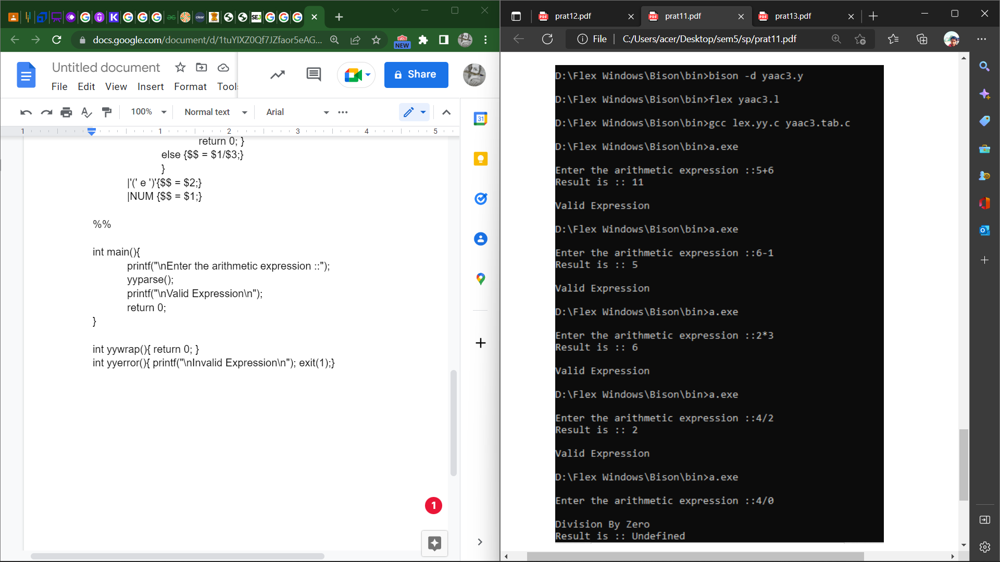 clear
SEJ
docs.google.com/document/d/1tuYIXZ0Qf7JZfaor5eAG...
NEW
Untitled document
Share
File Edit View Insert Format Tools
100% Normal text Arial
31
1 1 2 3 4 5
return 0; }
else {$$ = $1/$3;}
}
|'(' e ')'{$$ = $2;}
|NUM {$$ = $1;}
%%
int main(){
printf("\nEnter the arithmetic expression ::");
yyparse();
printf("\nValid Expression\n");
return 0;
}
int yywrap(){ return 0; }
int yyerror(){ printf("\nInvalid Expression\n"); exit(1);}
1
prat12.pdf
prat11.pdf
prat13.pdf
File C:/Users/acer/Desktop/sem5/sp/prat11.pdf
D:\Flex Windows\Bison\bin>bison -d yaac3.y
D:\Flex Windows\Bison\bin>flex yaac3.l
D:\Flex Windows\Bison\bin>gcc lex.yy.c yaac3.tab.c
D:\Flex Windows\Bison\bin>a.exe
Enter the arithmetic expression ::5+6
Result is :: 11
Valid Expression
D:\Flex Windows\Bison\bin>a.exe
Enter the arithmetic expression ::6-1
Result is :: 5
Valid Expression
D:\Flex Windows\Bison\bin>a.exe
Enter the arithmetic expression ::2*3
Result is :: 6
Valid Expression
D:\Flex Windows\Bison\bin>a.exe
Enter the arithmetic expression ::4/2
Result is :: 2
Valid Expression
D:\Flex Windows\Bison\bin>a.exe
Enter the arithmetic expression ::4/0
Division By Zero
Result is :: Undefined